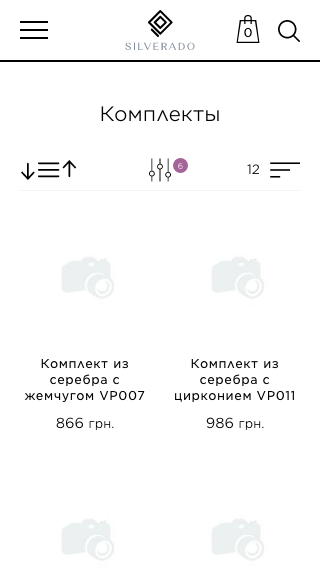 SILVERADO
0
Комплекты
6
12
Комплект из
серебра с
жемчугом VP007
866 грн.
Комплект из
серебра с
цирконием VP011
986 грн.